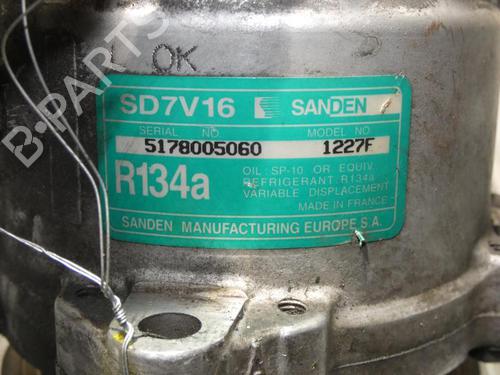 OK
B-PARTS
SD7V16 SANDEN
SERIAL NO MODEL NO
5178005060 1227F
R134a
OIL: SP-10 OR EQUIV.
REFRIGERANT R134a
VARIABLE DISPLACEMENT
MADE IN FRANCE
SANDEN MANUFACTURING EUROPE S.A.